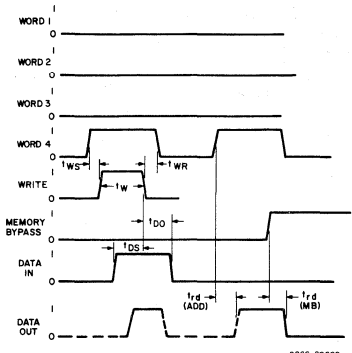 1
WORD 1
0
1
WORD 2
0
1
WORD 3
0
1
WORD 4
0
tWS
tWR
1
WRITE
tW
0
1
MEMORY
BYPASS
tDO
0
tDS
1
DATA
IN
0
trd
(ADD)
trd
(MB)
1
DATA
OUT
0